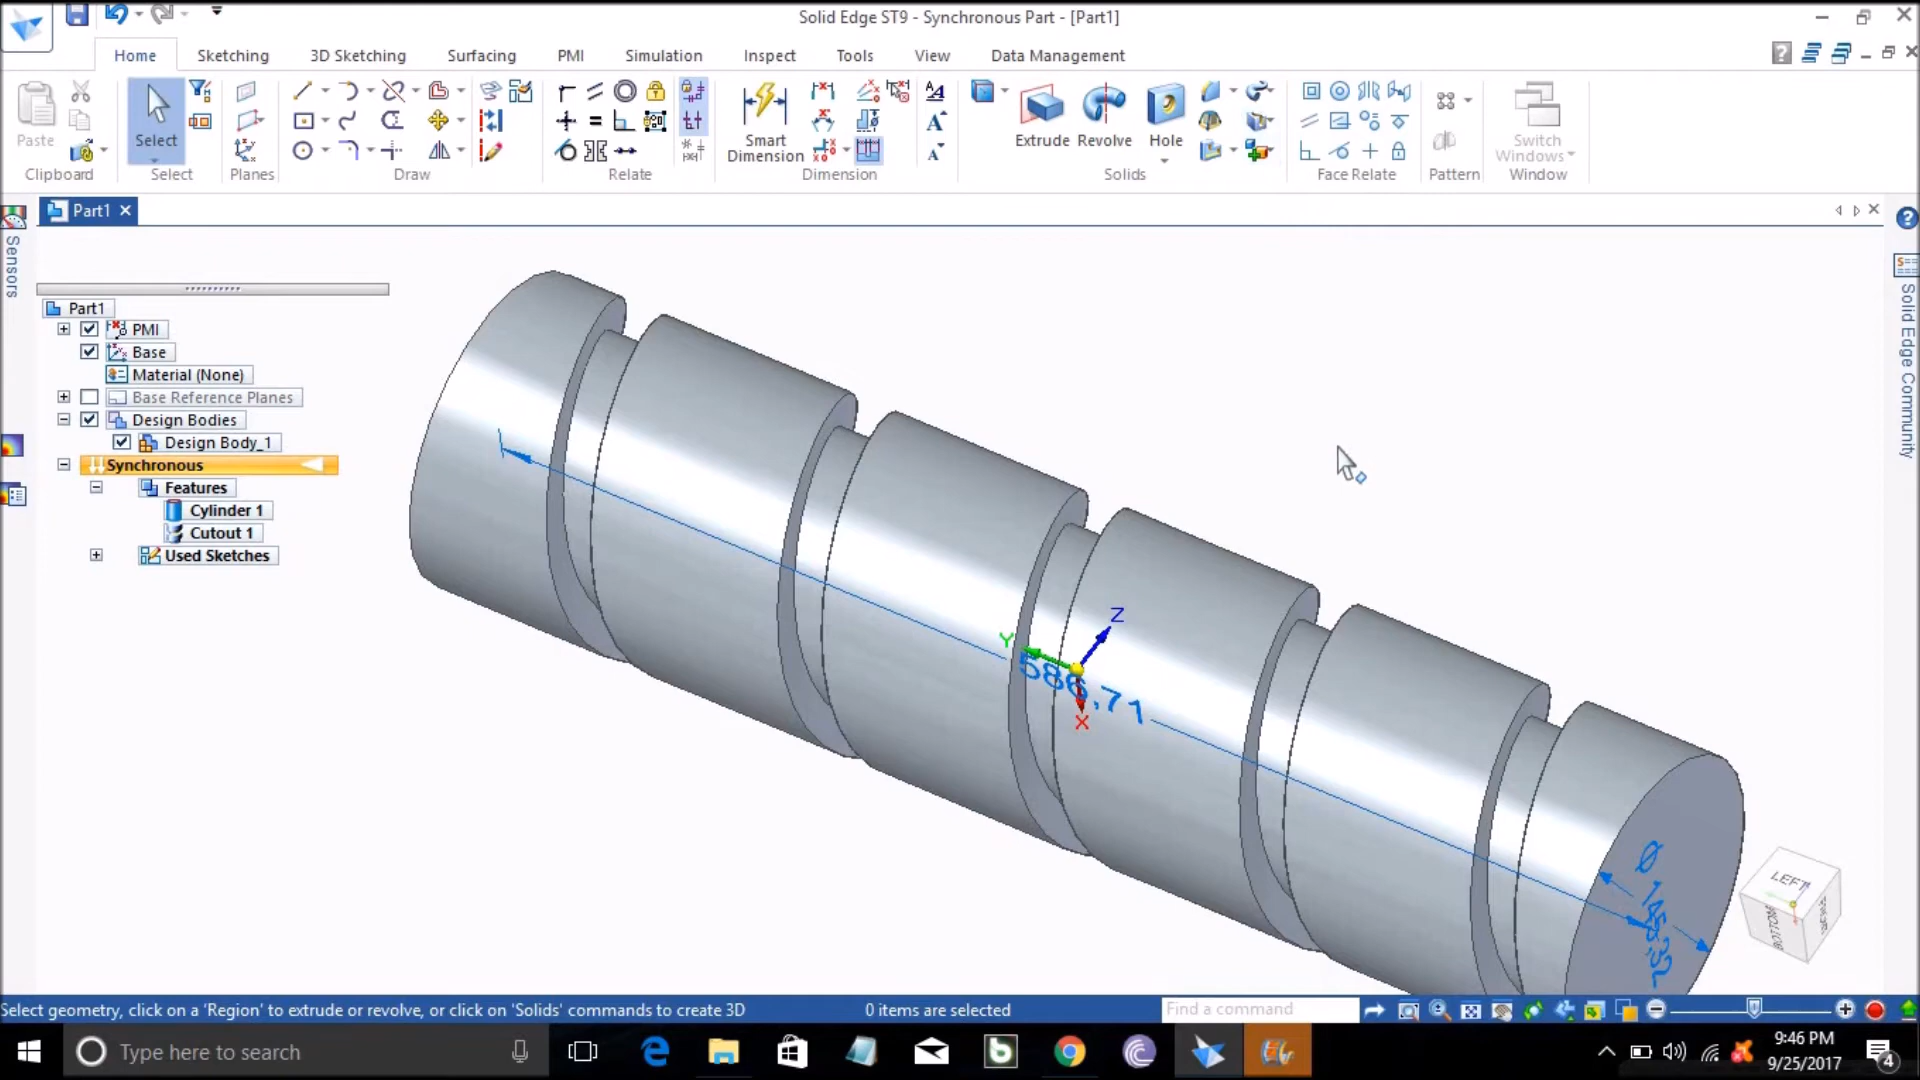 Solid Edge ST9 - Synchronous Part - [Part1]
Home Sketching 3D Sketching Surfacing PMI Simulation Inspect Tools View Data Management
Paste
Select
Smart Dimension
Extrude Revolve Hole
Switch Windows
Clipboard Select Planes Draw Relate Dimension Solids Face Relate Pattern Window
Part1
Sensors
Solid Edge Community
Part1
PMI
Base
Material (None)
Base Reference Planes
Design Bodies
Design Body_1
Synchronous
Features
Cylinder 1
Cutout 1
Used Sketches
Z
Y
X
586,71
LEFT
BOTTOM
Select geometry, click on a 'Region' to extrude or revolve, or click on 'Solids' commands to create 3D
0 items are selected
Find a command
Type here to search
9:46 PM
9/25/2017
4